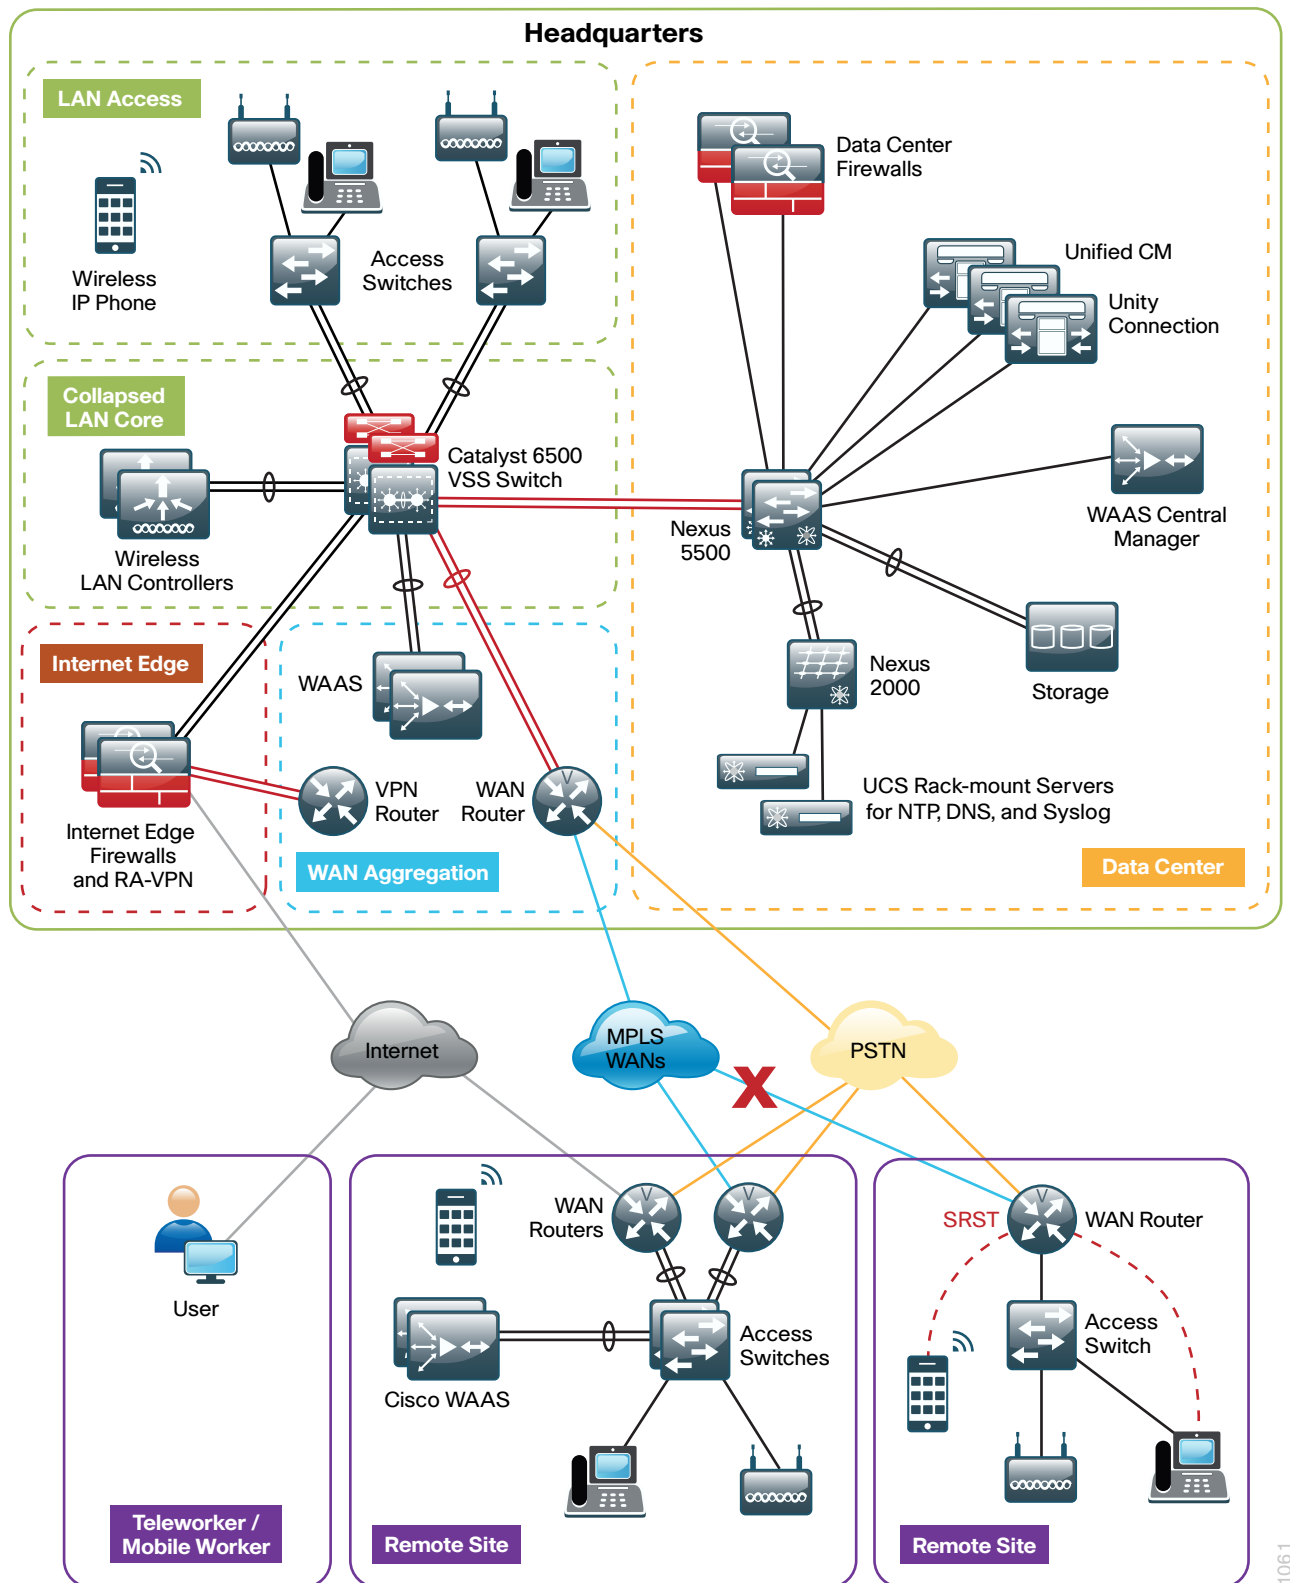 Headquarters
LAN Access
Wireless
IP Phone
Access
Switches
Data Center
Firewalls
Unified CM
Unity
Connection
Collapsed
LAN Core
Catalyst 6500
VSS Switch
Wireless
LAN Controllers
Nexus
5500
WAAS Central
Manager
Internet Edge
WAAS
Nexus
2000
Storage
VPN
Router
WAN
Router
V
UCS Rack-mount Servers
for NTP, DNS, and Syslog
Internet Edge
Firewalls
and RA-VPN
WAN Aggregation
Data Center
Internet
MPLS
WANs
PSTN
X
User
Teleworker /
Mobile Worker
WAN
Routers
V
V
Access
Switches
Cisco WAAS
Remote Site
SRST
V
WAN Router
Access
Switch
Remote Site
1061